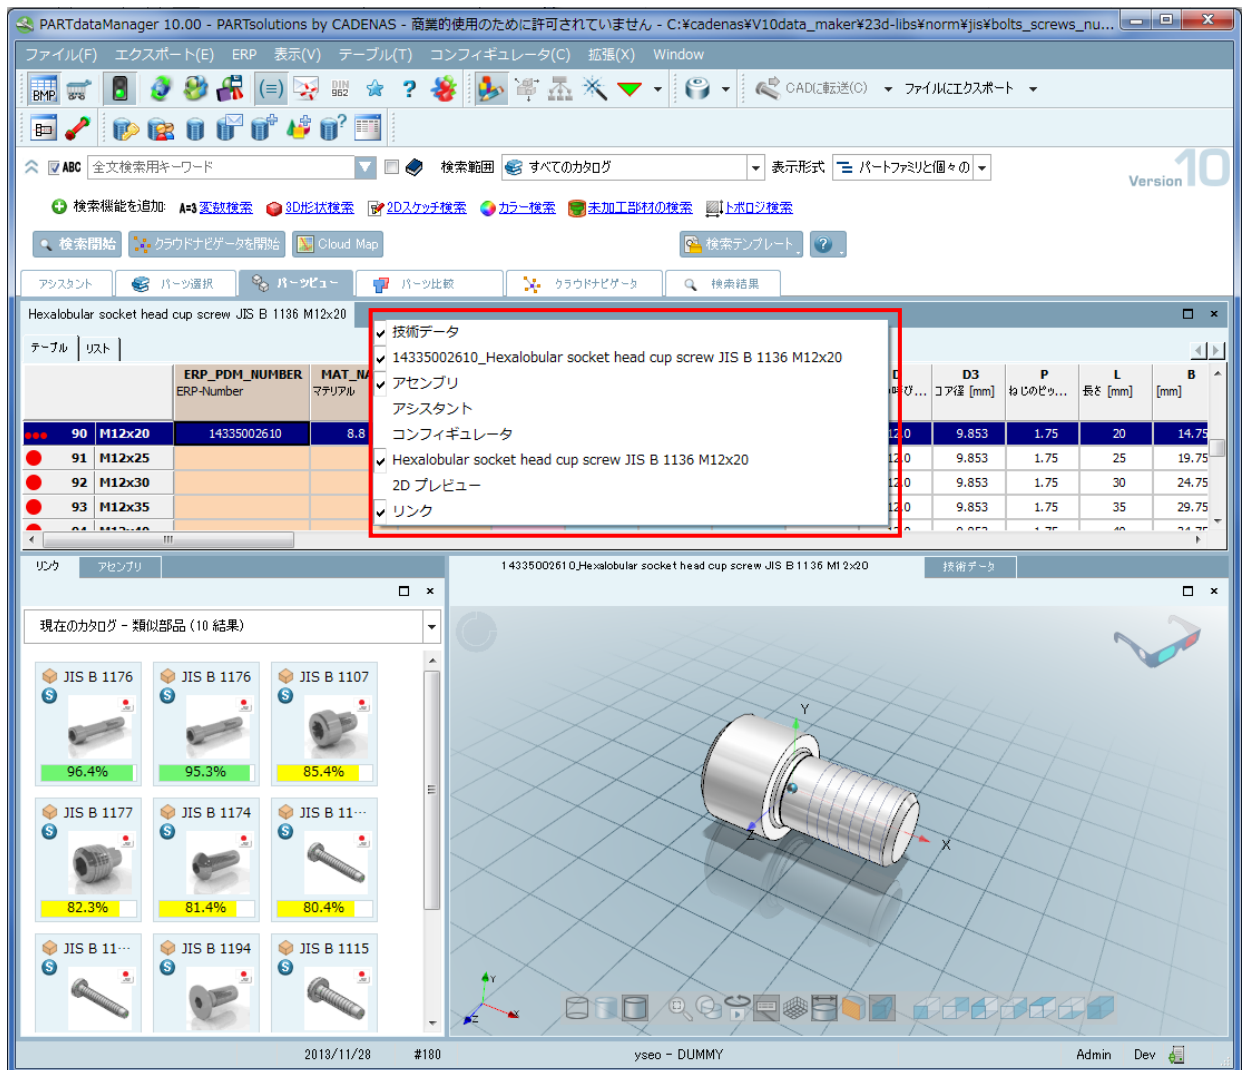 PARTdataManager 10.00 - PARTsolutions by CADENAS - 商業的使用のために許可されていません - C:¥cadenas¥V10data_maker¥23d-libs¥norm¥jis¥bolts_screws_nu...
ファイル(F) エクスポート(E) ERP 表示(V) テーブル(T) コンフィギュレータ(C) 拡張(X) Window
BMP (=) DIN 962 ? CADに転送(O) ファイルにエクスポート
?
ABC 全文検索用キーワード 検索範囲 すべてのカタログ 表示形式 パートファミリと個々の
Version 10
検索機能を追加: A=3 変数検索 3D形状検索 2Dスケッチ検索 カラー検索 未加工部材の検索 トポロジ検索
検索開始 クラウドナビゲータを開始 Cloud Map 検索テンプレート ?
アシスタント パーツ選択 パーツビュー パーツ比較 クラウドナビゲータ 検索結果
Hexalobular socket head cup screw JIS B 1136 M12x20
テーブル リスト
ERP_PDM_NUMBER MAT_NA D3 P L B
ERP-Number マテリアル コア径 [mm] ねじのピッ... 長さ [mm] [mm]
90 M12x20 14335002610 8.8 12.0 9.853 1.75 20 14.75
91 M12x25 12.0 9.853 1.75 25 19.75
92 M12x30 12.0 9.853 1.75 30 24.75
93 M12x35 12.0 9.853 1.75 35 29.75
技術データ
14335002610_Hexalobular socket head cup screw JIS B 1136 M12x20
アセンブリ
アシスタント
コンフィギュレータ
Hexalobular socket head cup screw JIS B 1136 M12x20
2D プレビュー
リンク
リンク アセンブリ
14335002610_Hexalobular socket head cup screw JIS B 1136 M12x20 技術データ
現在のカタログ - 類似部品 (10 結果)
JIS B 1176 JIS B 1176 JIS B 1107
S S S
96.4% 95.3% 85.4%
JIS B 1177 JIS B 1174 JIS B 11…
S S S
82.3% 81.4% 80.4%
JIS B 11… JIS B 1194 JIS B 1115
S S S
Y
Z
X
Y
Z
X
2013/11/28 #180 yseo - DUMMY Admin Dev